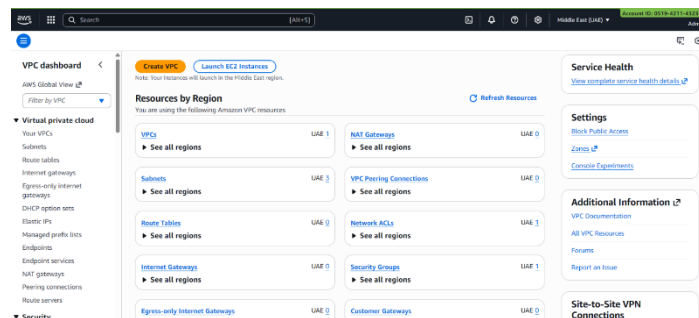 aws
Search
[Alt+S]
Middle East (UAE)
Account ID: 0519-4211-4325
VPC dashboard
AWS Global View
Filter by VPC
Virtual private cloud
Your VPCs
Subnets
Route tables
Internet gateways
Egress-only internet
gateways
DHCP option sets
Elastic IPs
Managed prefix lists
Endpoints
Endpoint services
NAT gateways
Peering connections
Route servers
Security
Create VPC
Launch EC2 Instances
Note: Your Instances will launch in the Middle East region.
Resources by Region
Refresh Resources
You are using the following Amazon VPC resources
VPCs UAE 1
See all regions
NAT Gateways UAE 0
See all regions
Subnets UAE 3
See all regions
VPC Peering Connections UAE 0
See all regions
Route Tables UAE 0
See all regions
Network ACLs UAE 1
See all regions
Internet Gateways UAE 0
See all regions
Security Groups UAE 1
See all regions
Egress-only Internet Gateways UAE 0
Customer Gateways UAE 0
Service Health
View complete service health details
Settings
Block Public Access
Zones
Console Experiments
Additional Information
VPC Documentation
All VPC Resources
Forums
Report an Issue
Site-to-Site VPN
Connections